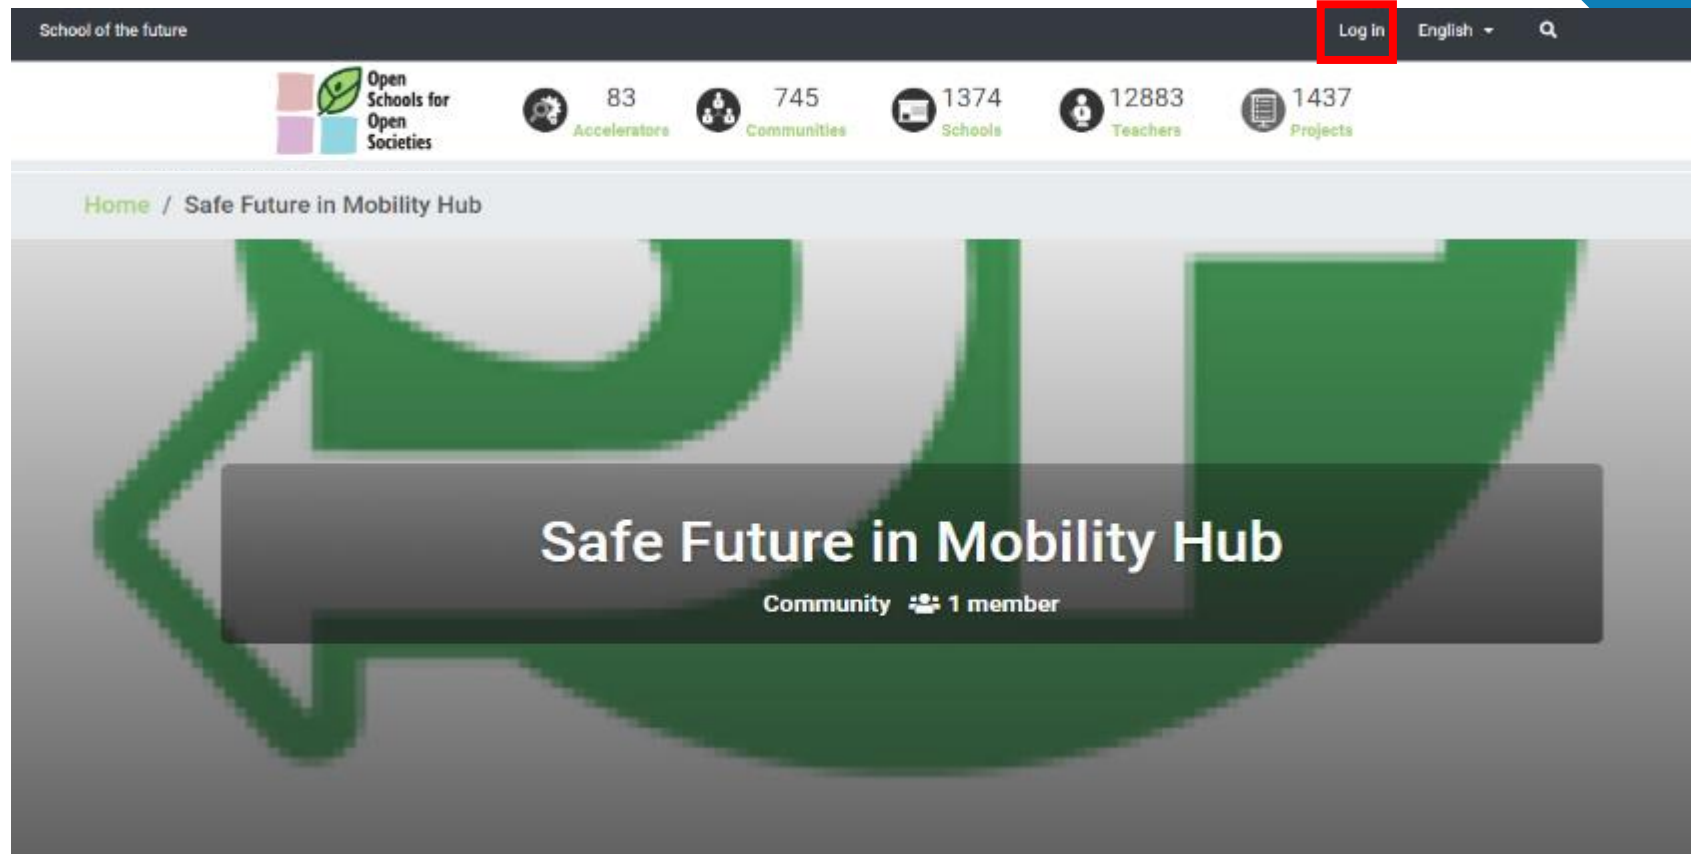 School of the future
Log in English
Open
Schools for
Open
Societies
83
Accelerators
745
Communities
1374
Schools
12883
Teachers
1437
Projects
Home / Safe Future in Mobility Hub
Safe Future in Mobility Hub
Community 1 member